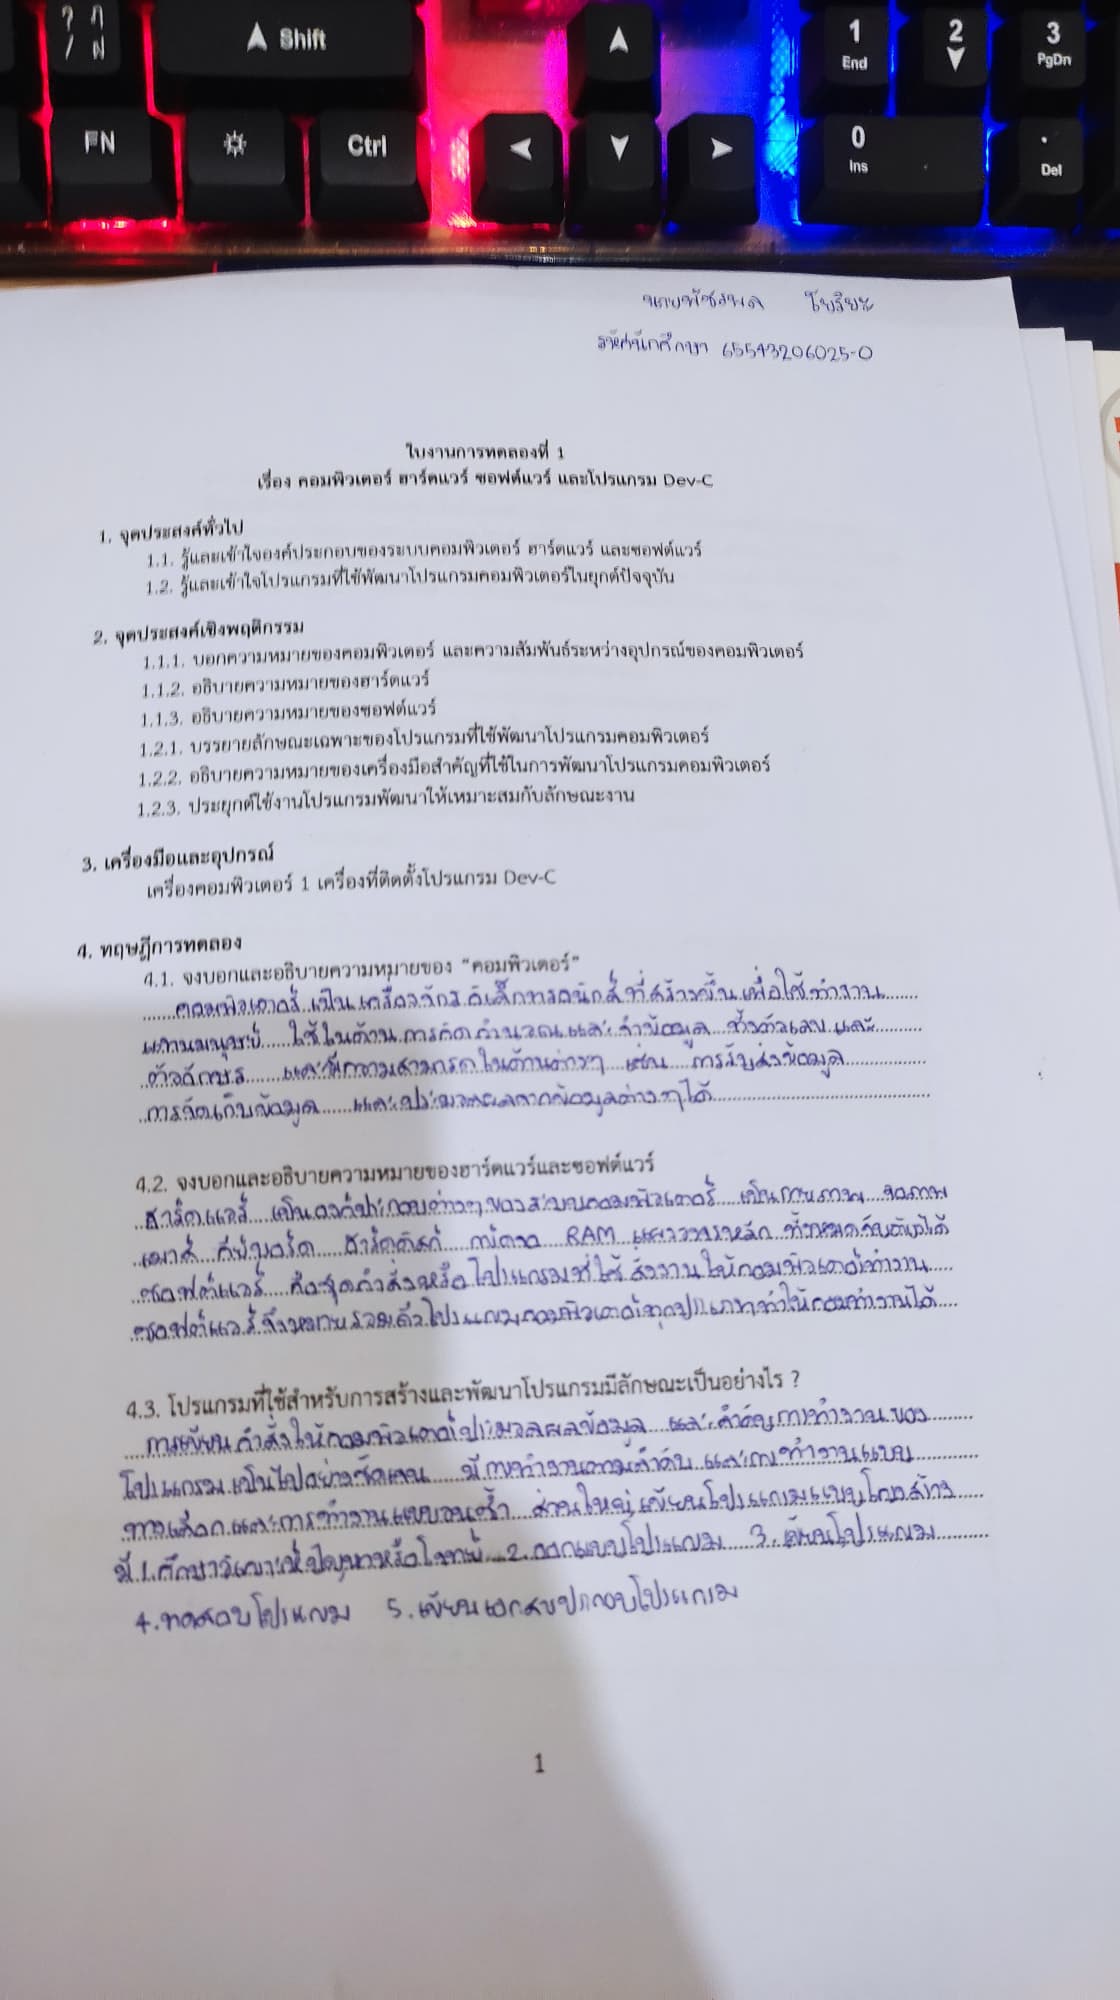 ? ฦ
/ ฝ
Shift
1
End
2
3
PgDn
FN
Ctrl
0
Ins
.
Del
นายพัชรพล โยริยะ
รหัสนักศึกษา 65543206025-0
ใบงานการทดลองที่ 1
เรื่อง คอมพิวเตอร์ ฮาร์ดแวร์ ซอฟต์แวร์ และโปรแกรม Dev-C
1. จุดประสงค์ทั่วไป
1.1. รู้และเข้าใจองค์ประกอบของระบบคอมพิวเตอร์ ฮาร์ดแวร์ และซอฟต์แวร์
1.2. รู้และเข้าใจโปรแกรมที่ใช้พัฒนาโปรแกรมคอมพิวเตอร์ในยุกต์ปัจจุบัน
2. จุดประสงค์เชิงพฤติกรรม
1.1.1. บอกความหมายของคอมพิวเตอร์ และความสัมพันธ์ระหว่างอุปกรณ์ของคอมพิวเตอร์
1.1.2. อธิบายความหมายของฮาร์ดแวร์
1.1.3. อธิบายความหมายของซอฟต์แวร์
1.2.1. บรรยายลักษณะเฉพาะของโปรแกรมที่ใช้พัฒนาโปรแกรมคอมพิวเตอร์
1.2.2. อธิบายความหมายของเครื่องมือสำคัญที่ใช้ในการพัฒนาโปรแกรมคอมพิวเตอร์
1.2.3. ประยุกต์ใช้งานโปรแกรมพัฒนาให้เหมาะสมกับลักษณะงาน
3. เครื่องมือและอุปกรณ์
เครื่องคอมพิวเตอร์ 1 เครื่องที่ติดตั้งโปรแกรม Dev-C
4. ทฤษฎีการทดลอง
4.1. จงบอกและอธิบายความหมายของ "คอมพิวเตอร์"
คอมพิวเตอร์ เป็น เครื่องจักรอิเล็กทรอนิกส์ ที่สร้างขึ้นเพื่อใช้ทำงาน
แทนมนุษย์ ใช้ในด้าน การคิดคำนวณและ จำข้อมูล ทั้งตัวเลข และ
ตัวอักษร และมีความสามารถในด้านต่างๆ เช่น การรับส่งข้อมูล
การจัดเก็บข้อมูล และประมวลผลจากข้อมูลต่างๆได้
4.2. จงบอกและอธิบายความหมายของฮาร์ดแวร์และซอฟต์แวร์
ฮาร์ดแวร์ เป็นองค์ประกอบต่างๆของระบบคอมพิวเตอร์ เป็นกายภาพ จอภาพ
เมาส์ คีย์บอร์ด ฮาร์ดดิสก์ การ์ดจอ RAM แผงวงจรหลัก ทั้งหมดจับต้องได้
ซอฟต์แวร์ คือชุดคำสั่งหรือโปรแกรมที่ใช้ สั่งงาน ให้คอมพิวเตอร์ทำงาน
ซอฟต์แวร์จึงหมายรวมถึงโปรแกรมคอมพิวเตอร์ทุกประเภททำให้คอมทำงานได้
4.3. โปรแกรมที่ใช้สำหรับการสร้างและพัฒนาโปรแกรมมีลักษณะเป็นอย่างไร ?
การเขียนคำสั่งให้คอมพิวเตอร์ประมวลผลข้อมูล และลำดับการทำงานของ
โปรแกรมเป็นไปอย่างชัดเจน มีการทำงานตามลำดับ และการทำงานแบบ
ทางเลือก และการทำงานแบบวนซ้ำ ส่วนใหญ่เขียนโปรแกรมแบบโครงสร้าง
มี 1.ศึกษาวิเคราะห์ปัญหาหรือโจทย์ 2.ออกแบบโปรแกรม 3.เขียนโปรแกรม
4.ทดสอบโปรแกรม 5.เขียนเอกสารประกอบโปรแกรม
1